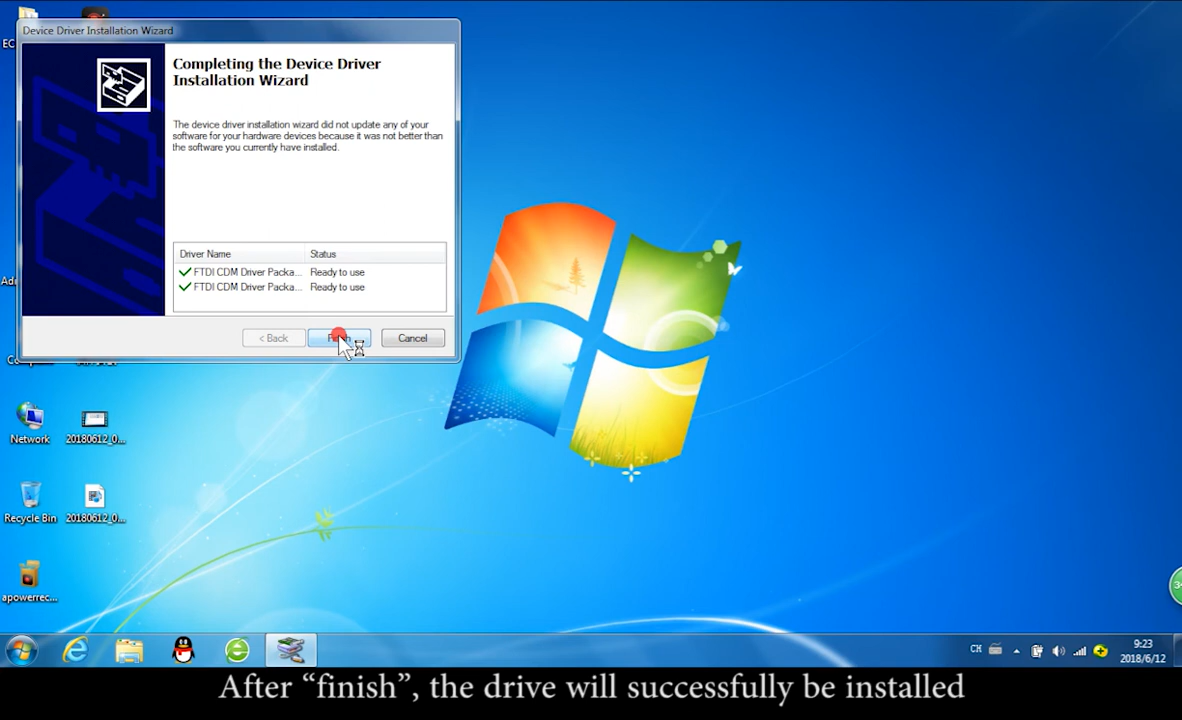 Device Driver Installation Wizard
Completing the Device Driver
Installation Wizard
The device driver installation wizard did not update any of your
software for your hardware devices because it was not better than
the software you currently have installed.
Driver Name Status
FTDI CDM Driver Packa... Ready to use
FTDI CDM Driver Packa... Ready to use
< Back Cancel
EC
Network 20180612_0...
Recycle Bin 20180612_0...
apowerrec...
CH 9:23
2018/6/12
After “finish”, the drive will successfully be installed